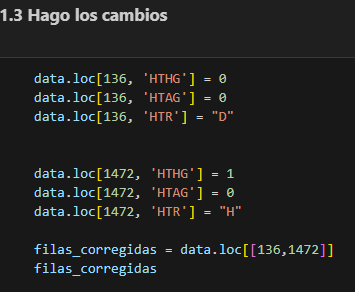 1.3 Hago los cambios
data.loc[136, 'HTHG'] = 0
data.loc[136, 'HTAG'] = 0
data.loc[136, 'HTR'] = "D"
data.loc[1472, 'HTHG'] = 1
data.loc[1472, 'HTAG'] = 0
data.loc[1472, 'HTR'] = "H"
filas_corregidas = data.loc[[136,1472]]
filas_corregidas